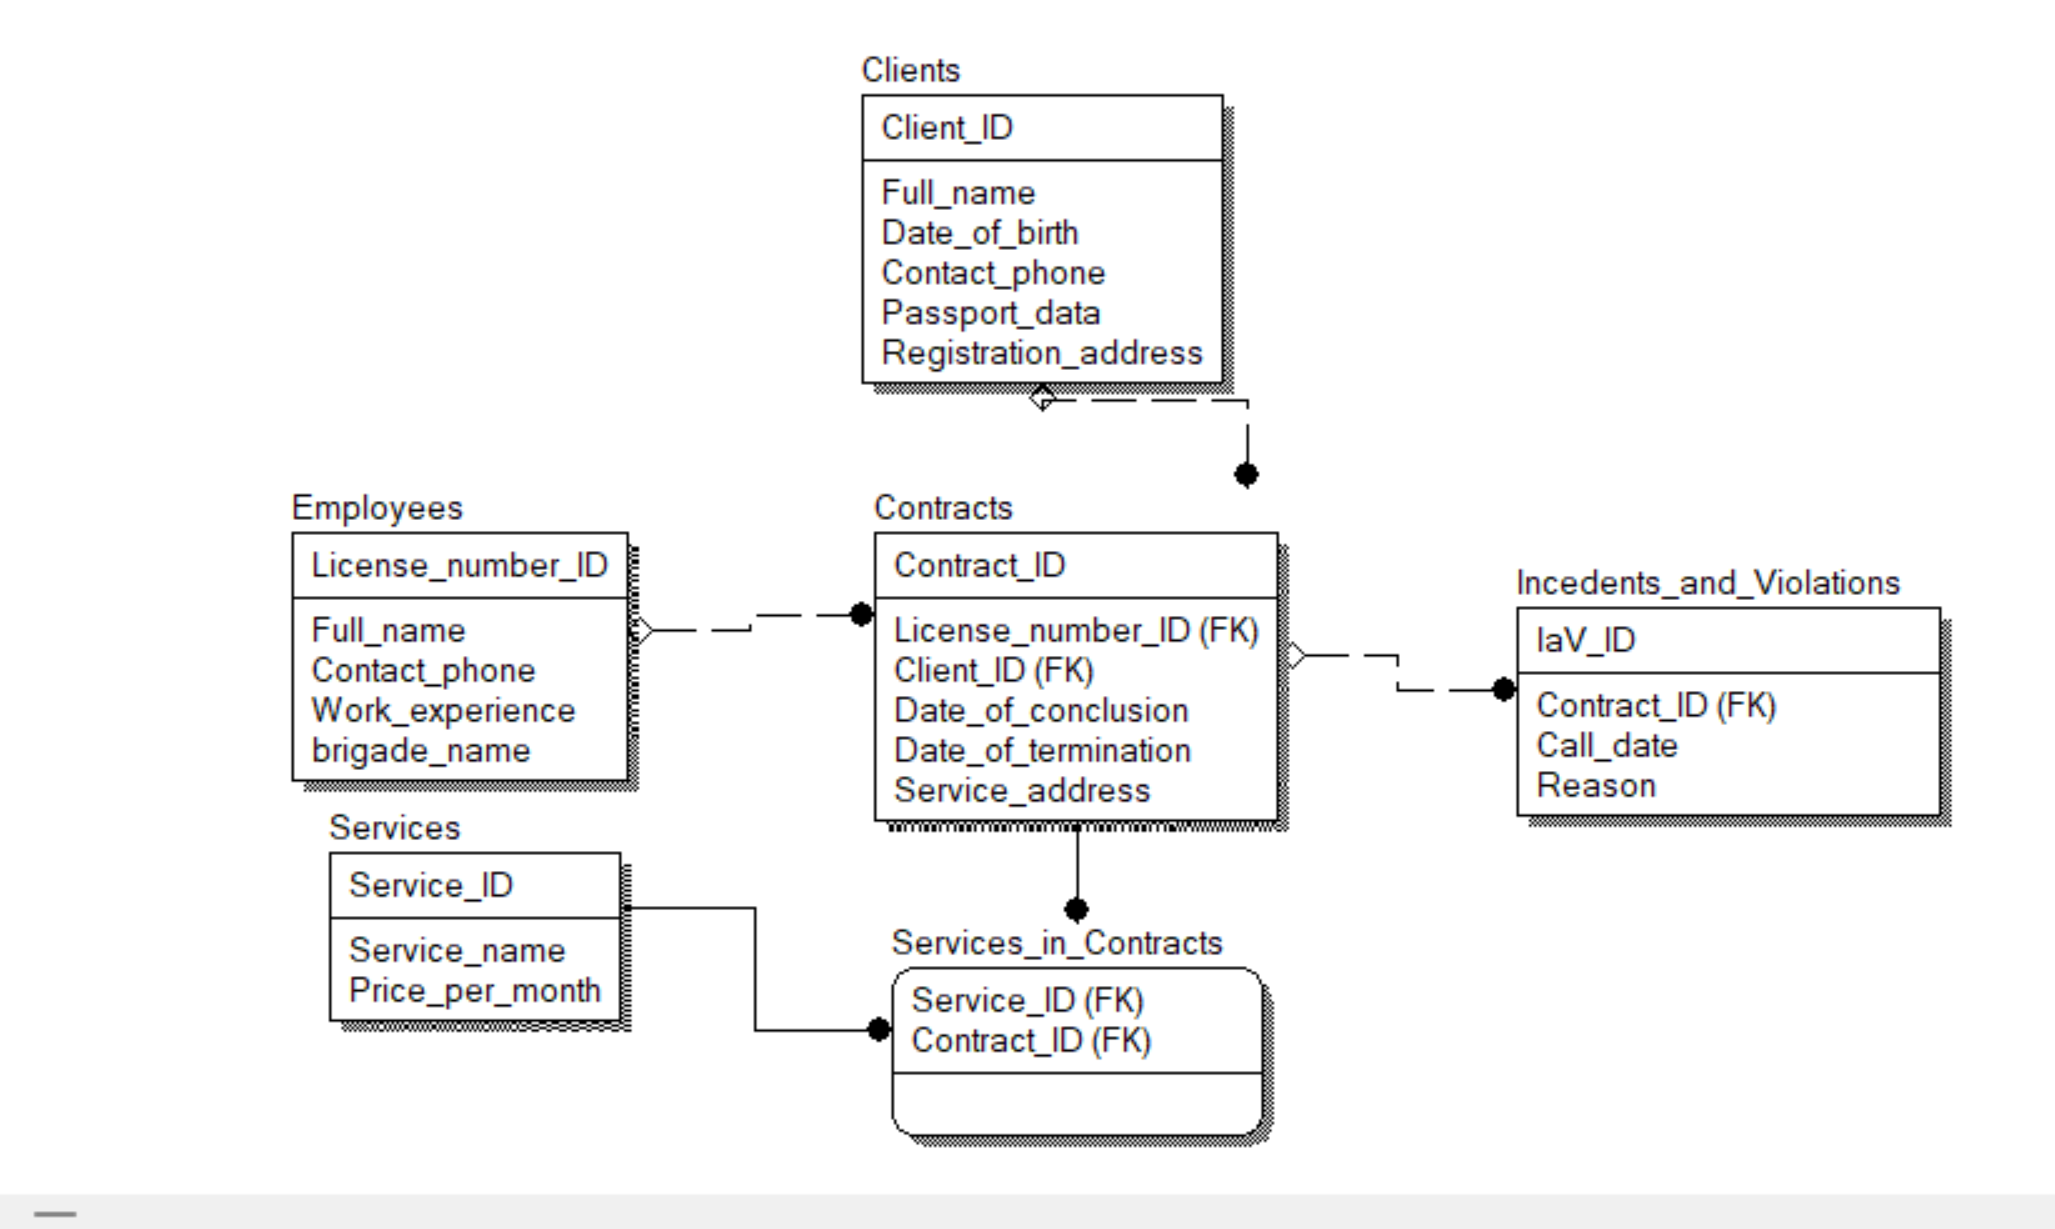 Clients
Client_ID
Full_name
Date_of_birth
Contact_phone
Passport_data
Registration_address
Employees
License_number_ID
Full_name
Contact_phone
Work_experience
brigade_name
Contracts
Contract_ID
License_number_ID (FK)
Client_ID (FK)
Date_of_conclusion
Date_of_termination
Service_address
Incedents_and_Violations
IaV_ID
Contract_ID (FK)
Call_date
Reason
Services
Service_ID
Service_name
Price_per_month
Services_in_Contracts
Service_ID (FK)
Contract_ID (FK)